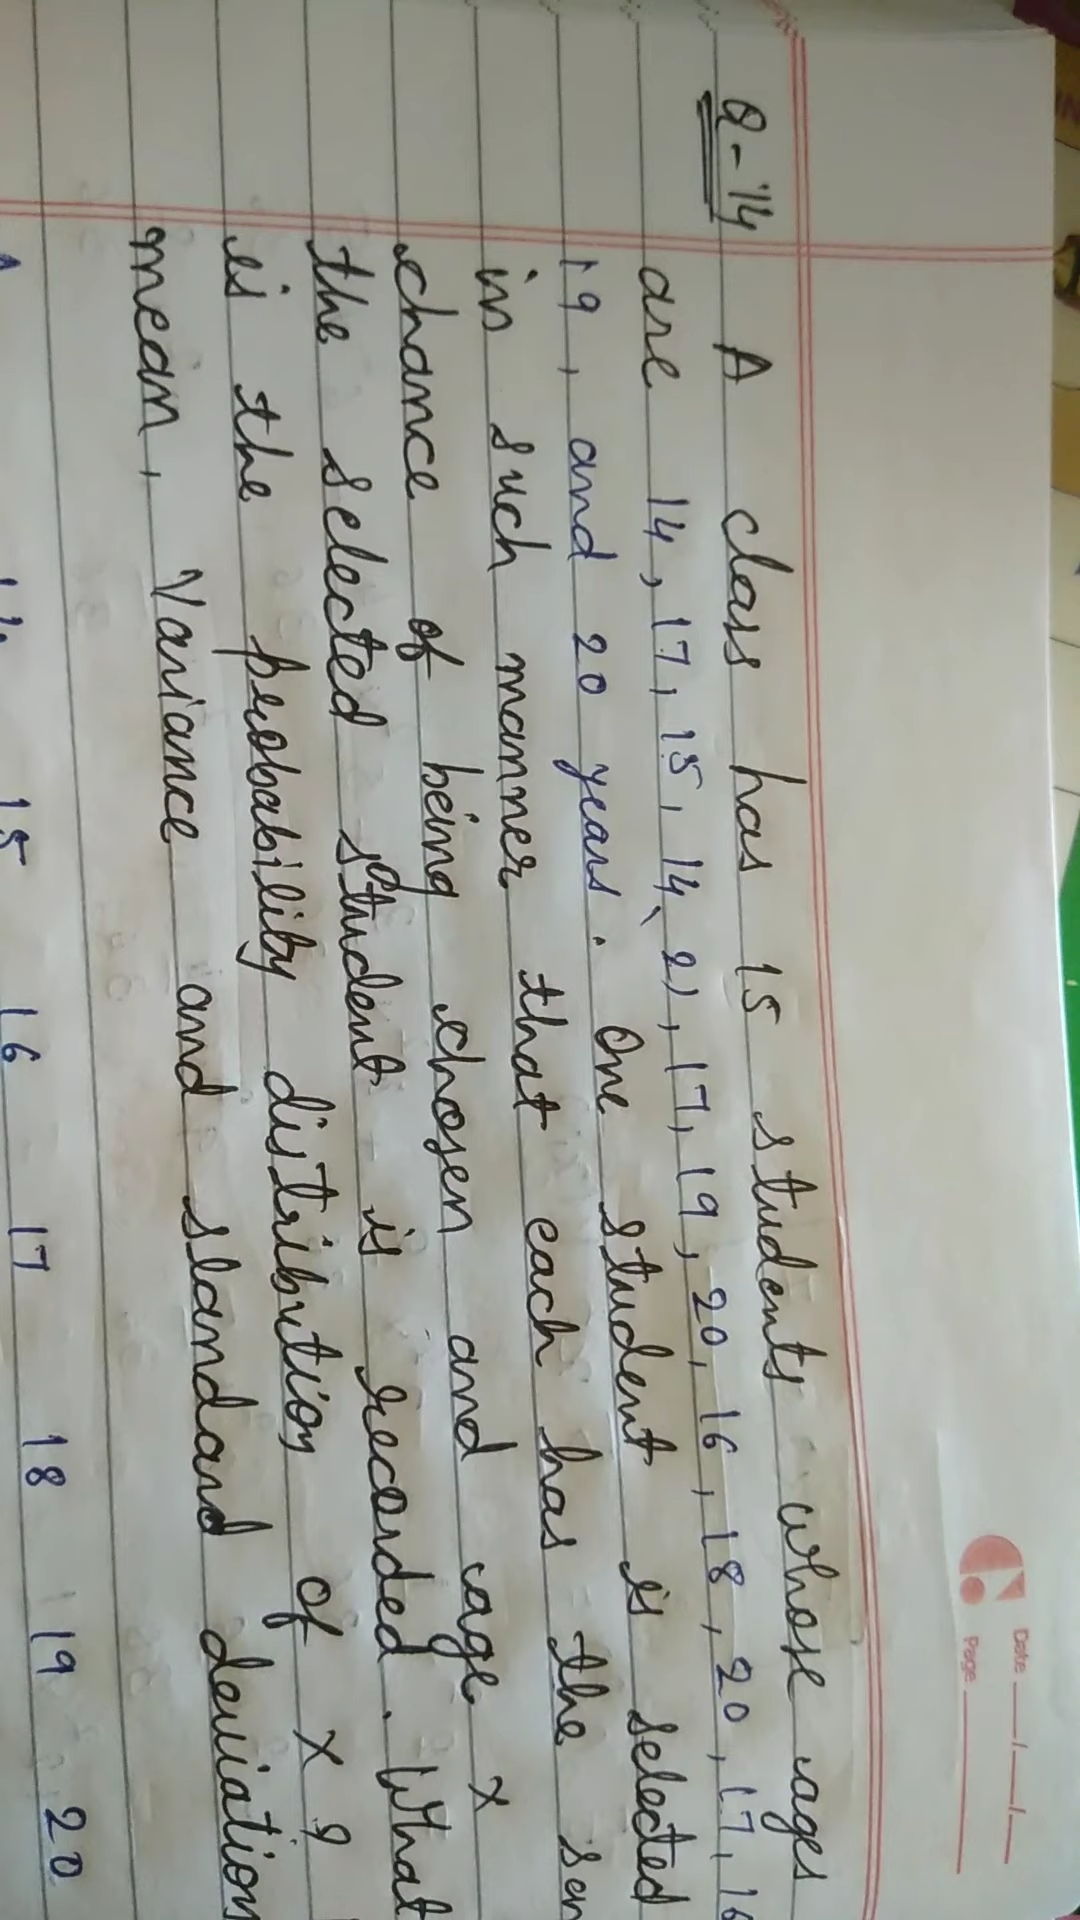 Date
Page
Q-14 A class has 15 students whose ages
are 14, 17, 15, 14, 21, 17, 19, 20, 16, 18, 20, 17, 16
19, and 20 years. One student is selected
in such manner that each has the
chance of being chosen and age x
the selected student is recorded. What
of
is the probability distribution of x ?
mean, Variance and standard deviation
15 16 17 18 19 20